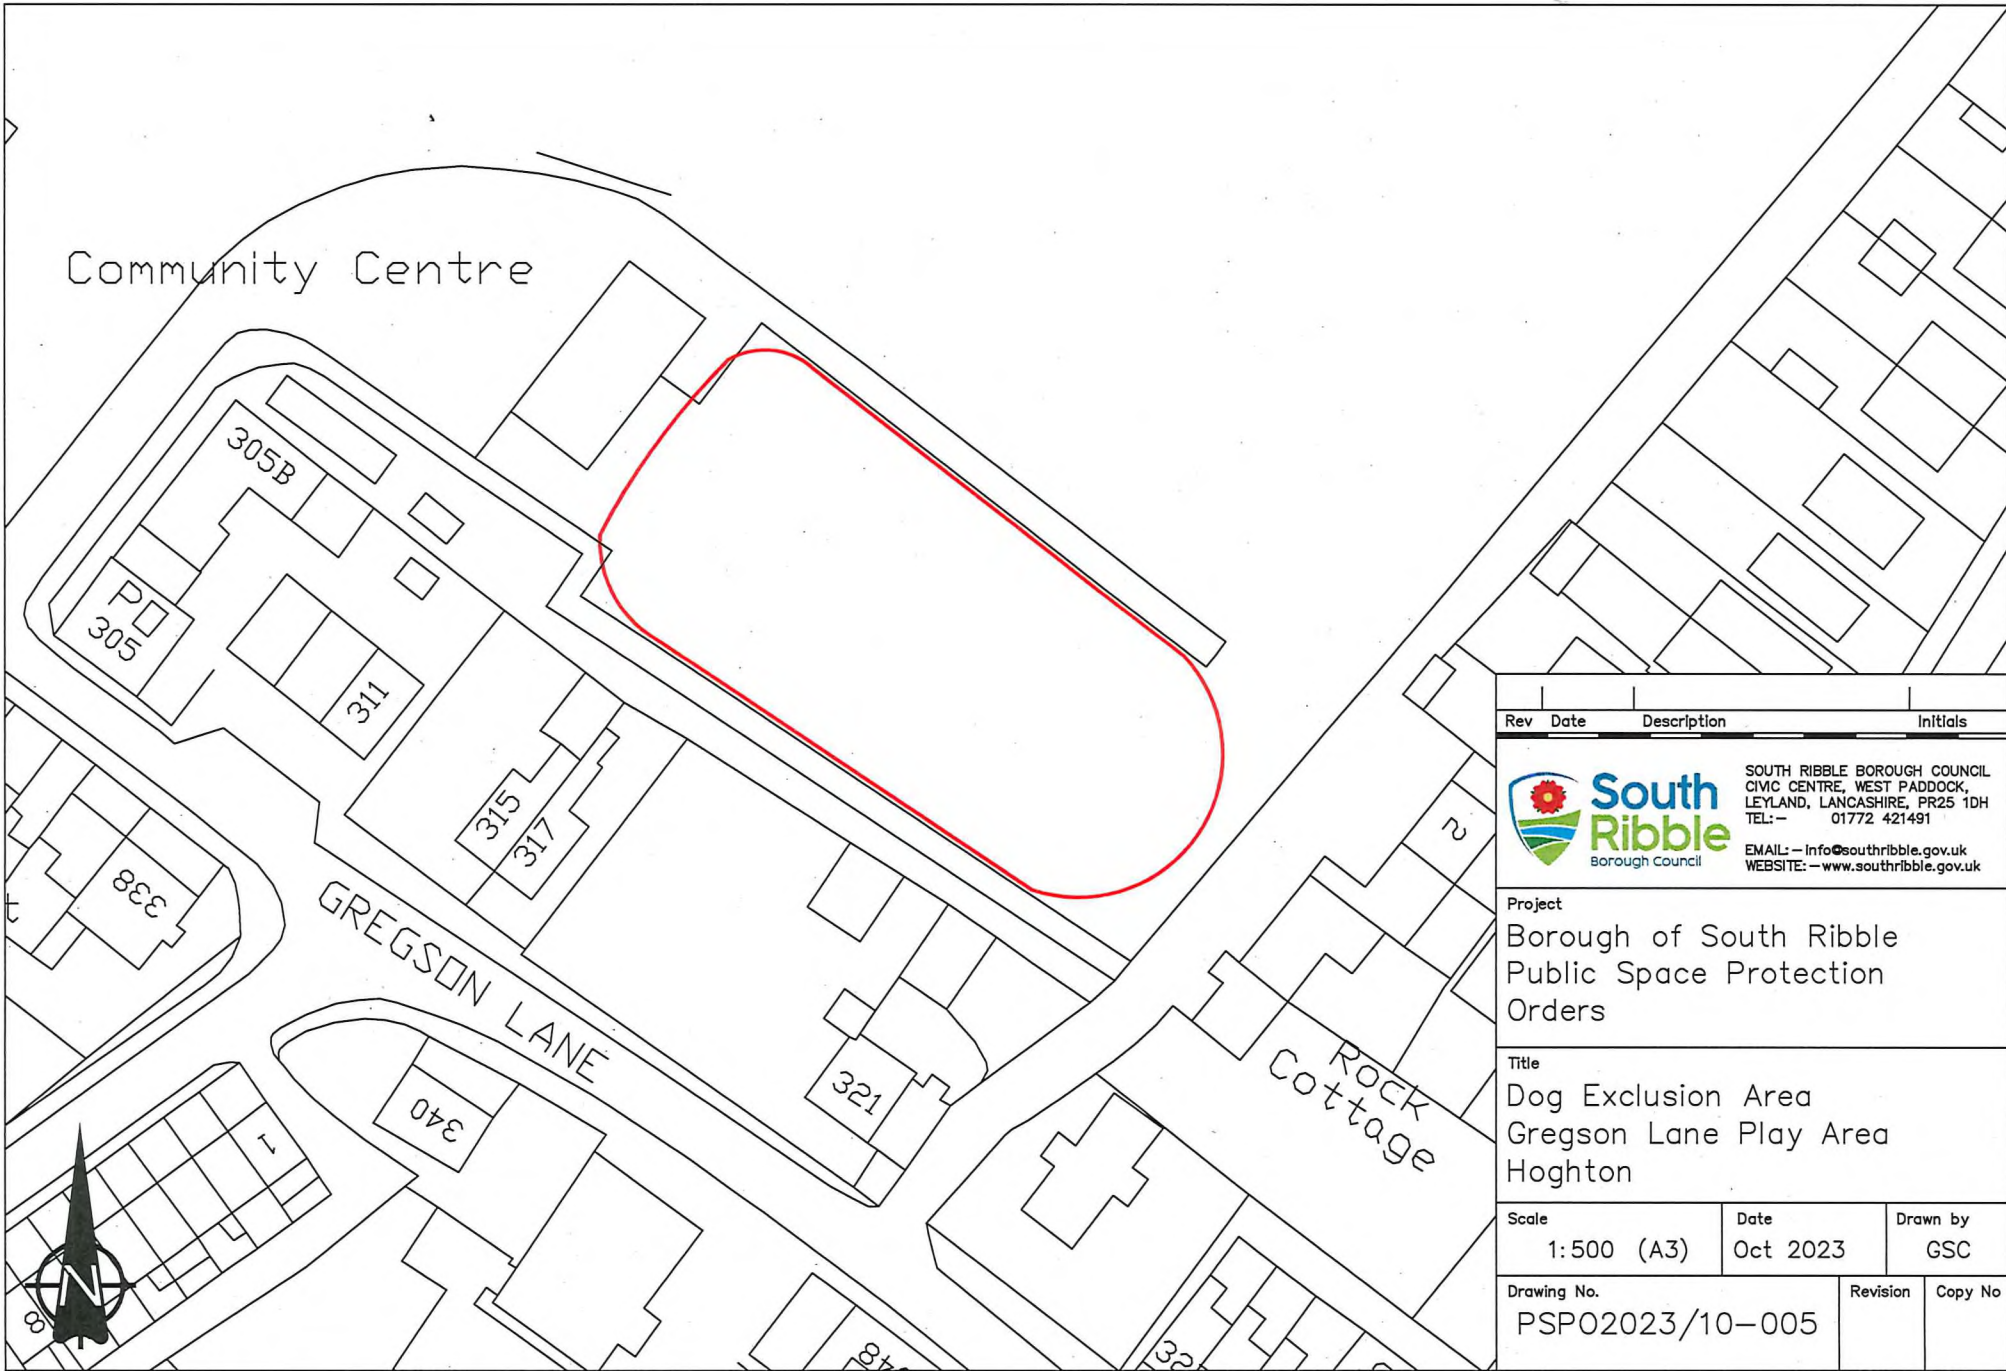 Community Centre
305B
PO
305
311
315
317
338
GREGSON LANE
340
321
1
8
2
Rock
Cottage
Rev Date Description Initials
South
Ribble
Borough Council
SOUTH RIBBLE BOROUGH COUNCIL
CIVIC CENTRE, WEST PADDOCK,
LEYLAND, LANCASHIRE, PR25 1DH
TEL:- 01772 421491
EMAIL:-info@southribble.gov.uk
WEBSITE:-www.southribble.gov.uk
Project
Borough of South Ribble
Public Space Protection
Orders
Title
Dog Exclusion Area
Gregson Lane Play Area
Hoghton
Scale Date Drawn by
1:500 (A3) Oct 2023 GSC
Drawing No. Revision Copy No
PSPO2023/10-005
N